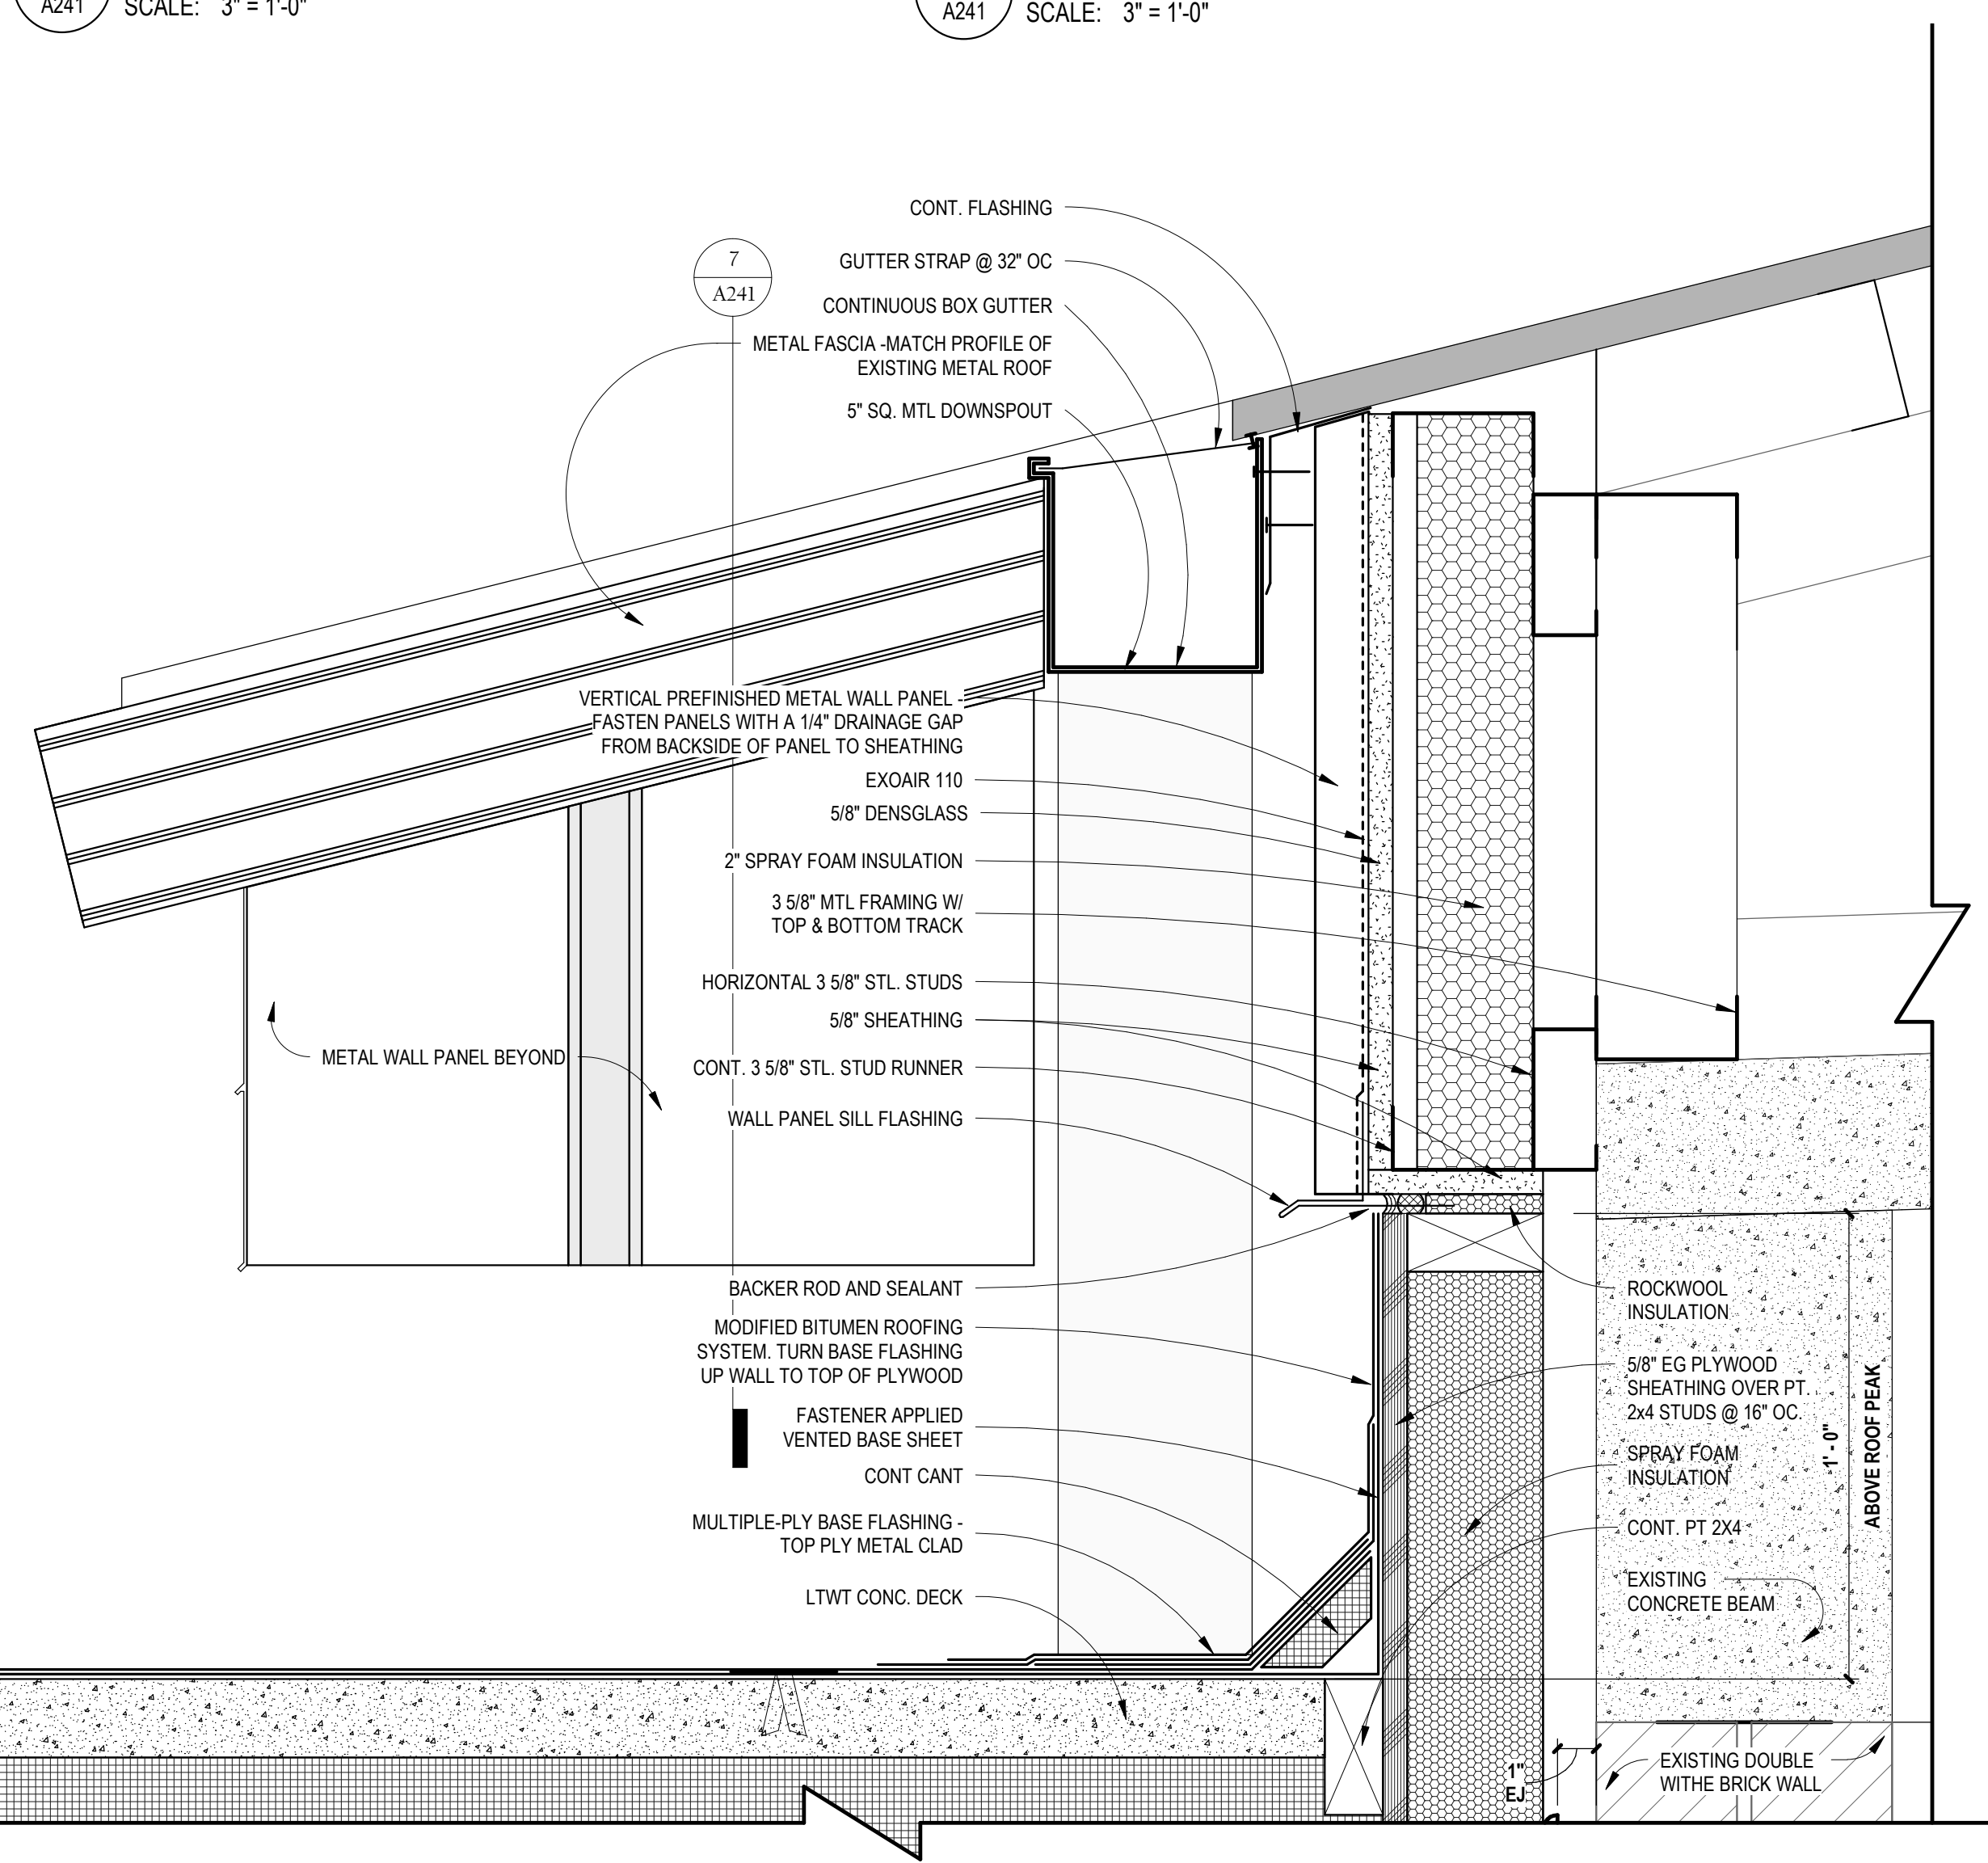 A241
SCALE: 3" = 1'-0"
A241
SCALE: 3" = 1'-0"
7
A241
CONT. FLASHING
GUTTER STRAP @ 32" OC
CONTINUOUS BOX GUTTER
METAL FASCIA -MATCH PROFILE OF
EXISTING METAL ROOF
5" SQ. MTL DOWNSPOUT
VERTICAL PREFINISHED METAL WALL PANEL -
FASTEN PANELS WITH A 1/4" DRAINAGE GAP
FROM BACKSIDE OF PANEL TO SHEATHING
EXOAIR 110
5/8" DENSGLASS
2" SPRAY FOAM INSULATION
3 5/8" MTL FRAMING W/
TOP & BOTTOM TRACK
HORIZONTAL 3 5/8" STL. STUDS
5/8" SHEATHING
METAL WALL PANEL BEYOND
CONT. 3 5/8" STL. STUD RUNNER
WALL PANEL SILL FLASHING
BACKER ROD AND SEALANT
MODIFIED BITUMEN ROOFING
SYSTEM. TURN BASE FLASHING
UP WALL TO TOP OF PLYWOOD
FASTENER APPLIED
VENTED BASE SHEET
CONT CANT
MULTIPLE-PLY BASE FLASHING -
TOP PLY METAL CLAD
LTWT CONC. DECK
ROCKWOOL
INSULATION
5/8" EG PLYWOOD
SHEATHING OVER PT.
2x4 STUDS @ 16" OC.
SPRAY FOAM
INSULATION
CONT. PT 2X4
EXISTING
CONCRETE BEAM
1' - 0"
ABOVE ROOF PEAK
1"
EJ
EXISTING DOUBLE
WITHE BRICK WALL